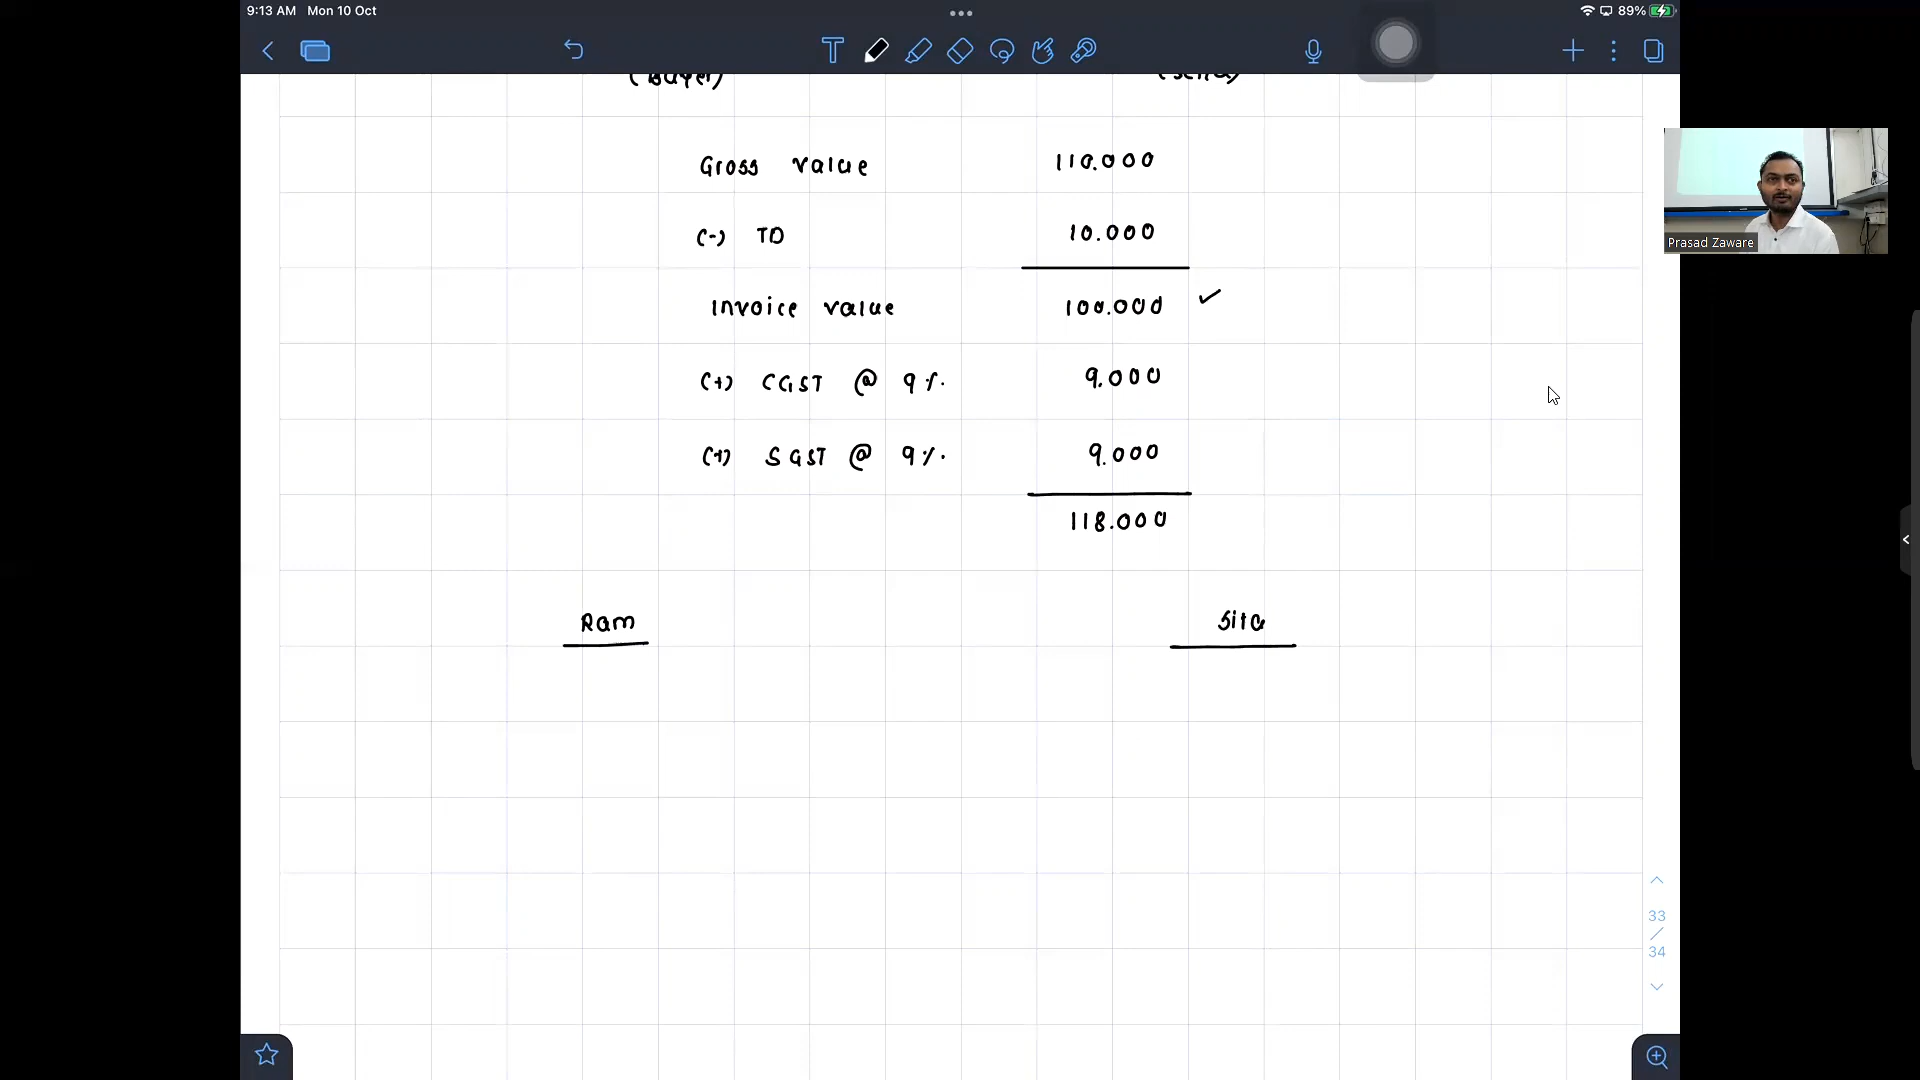 9:13 AM Mon 10 Oct
89%
(Buyer)
Gross value 110.000
(-) TD 10.000
Invoice value 100.000 ✓
(+) CGST @ 9%. 9.000
(+) SGST @ 9%. 9.000
118.000
Ram Sita
Prasad Zaware
33
34